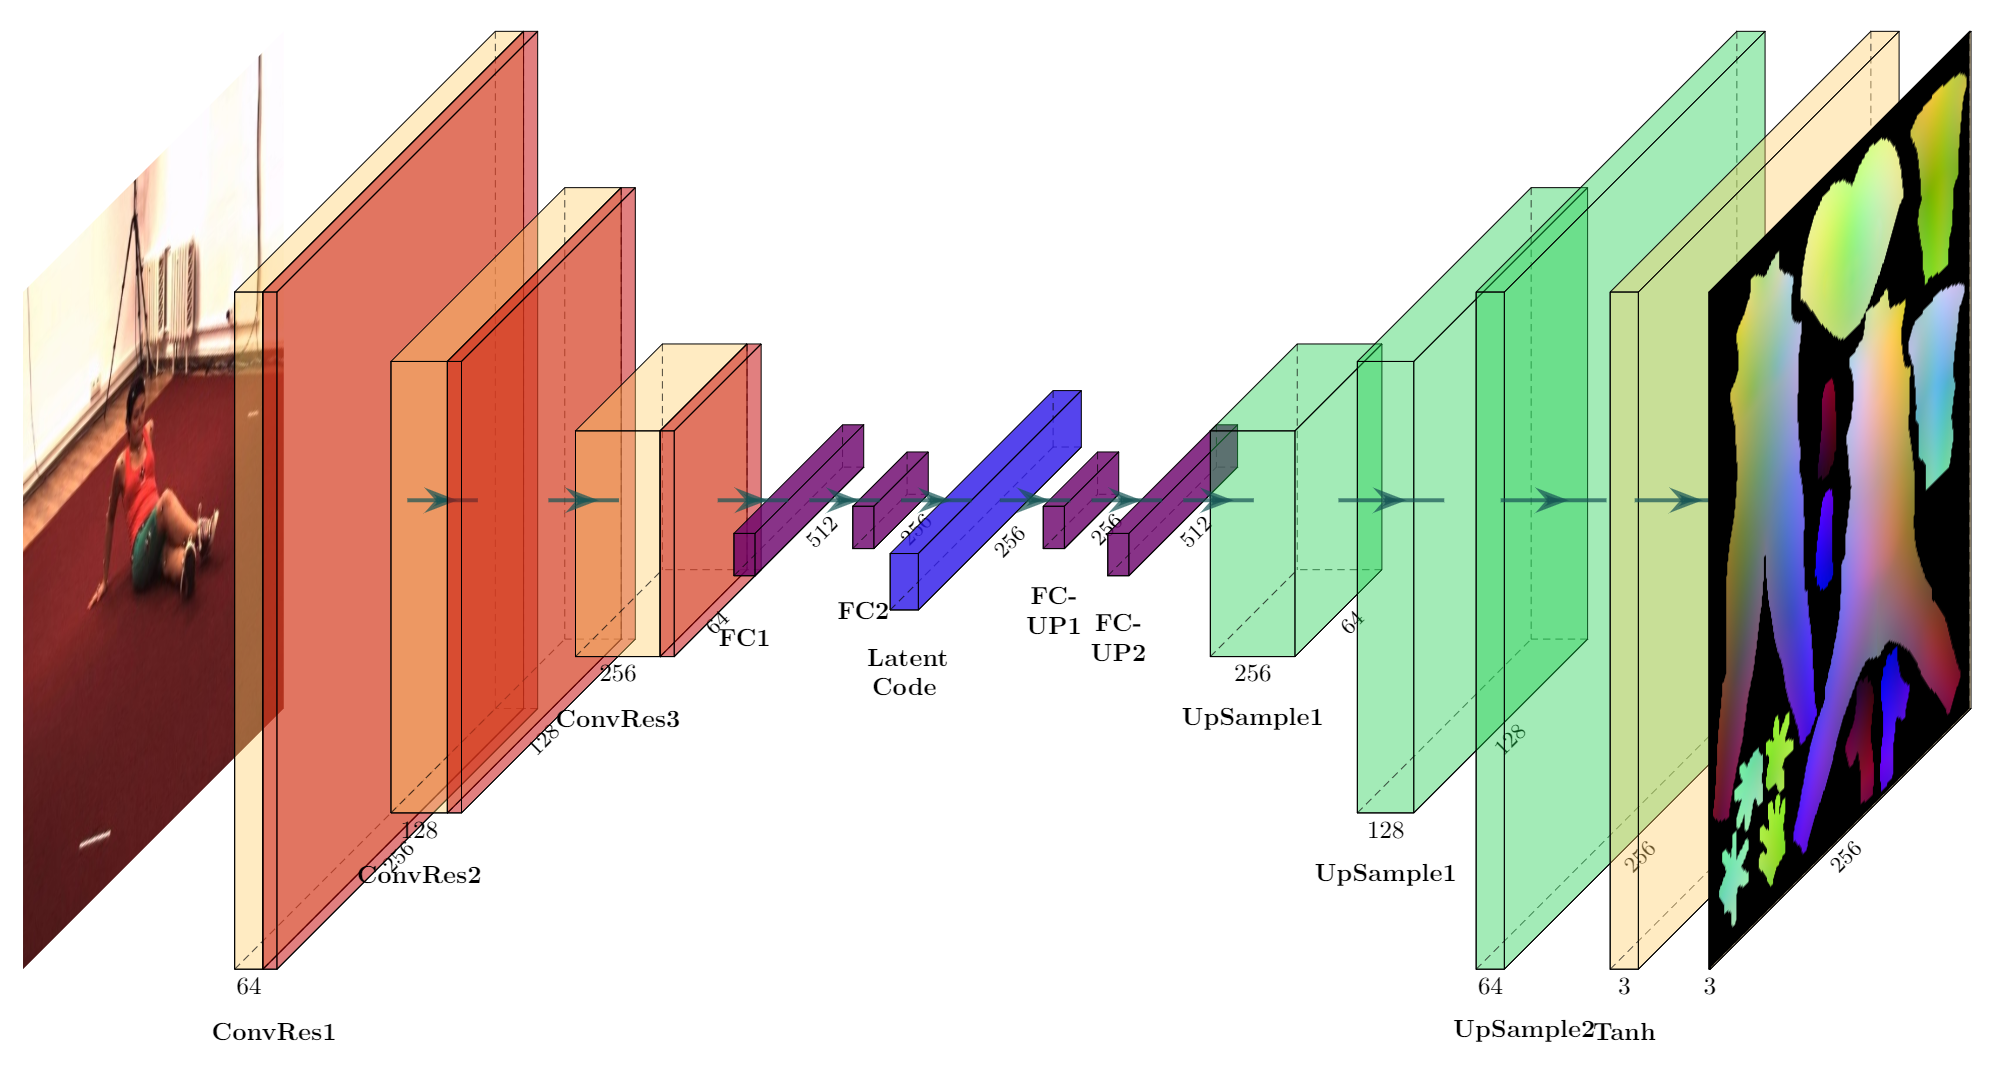 64
256
ConvRes1
128
128
ConvRes2
256
64
ConvRes3
512
FC1
256
FC2
256
Latent
Code
256
FC-
UP1
512
FC-
UP2
256
64
UpSample1
128
128
UpSample1
64
256
UpSample2
3
Tanh
3
256